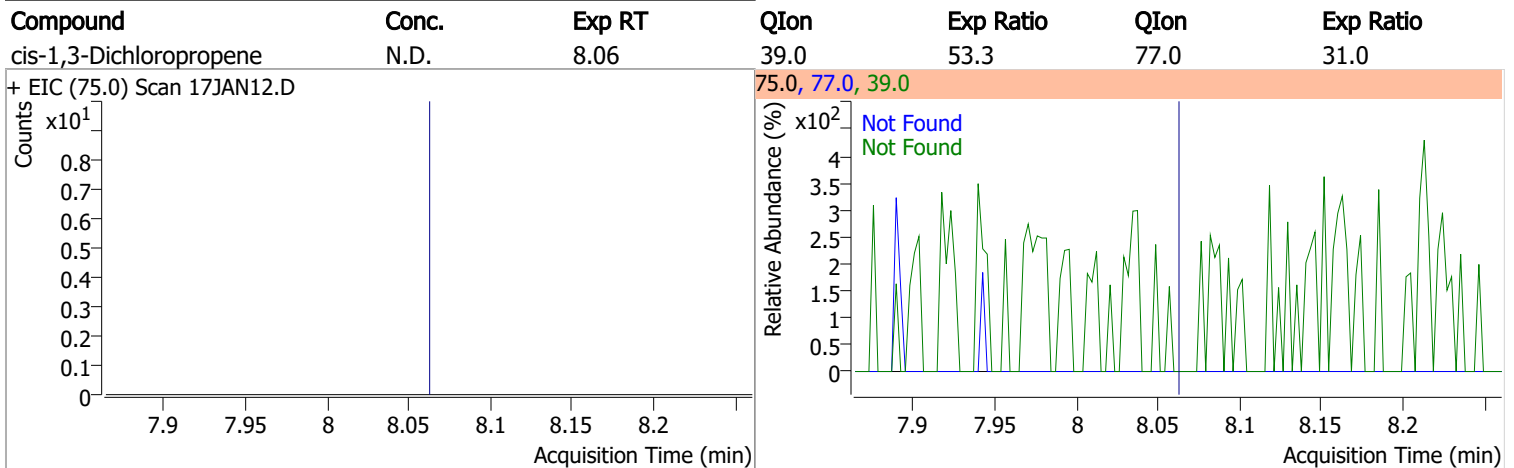 Compound Conc. Exp RT QIon Exp Ratio QIon Exp Ratio
cis-1,3-Dichloropropene N.D. 8.06 39.0 53.3 77.0 31.0
+ EIC (75.0) Scan 17JAN12.D
Counts
x10¹
0.8
0.7
0.6
0.5
0.4
0.3
0.2
0.1
0
7.9 7.95 8 8.05 8.1 8.15 8.2
Acquisition Time (min)
75.0, 77.0, 39.0
Relative Abundance (%)
x10²
Not Found
Not Found
4
3.5
3
2.5
2
1.5
1
0.5
0
7.9 7.95 8 8.05 8.1 8.15 8.2
Acquisition Time (min)